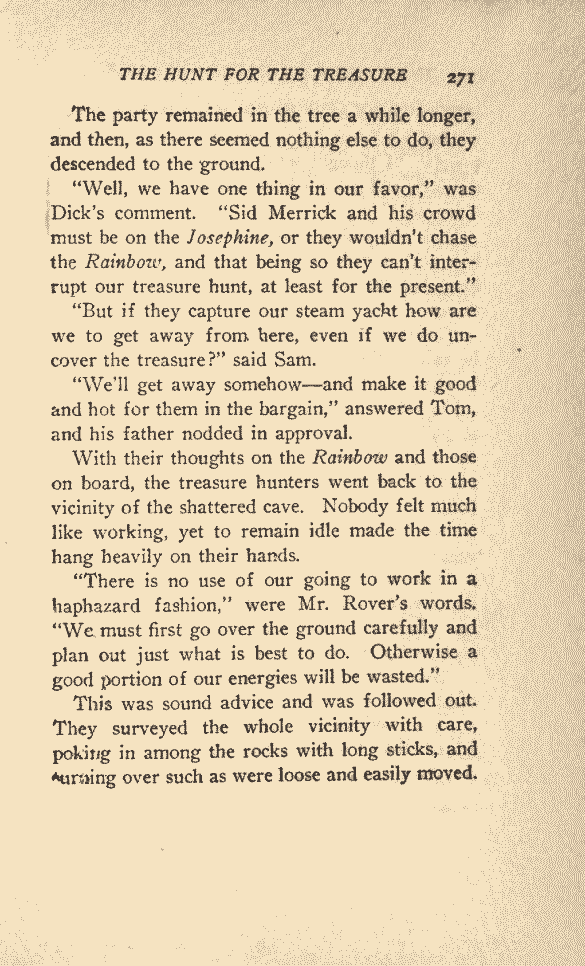 THE HUNT FOR THE TREASURE 271
The party remained in the tree a while longer,
and then, as there seemed nothing else to do, they
descended to the ground.
"Well, we have one thing in our favor," was
Dick's comment. "Sid Merrick and his crowd
must be on the Josephine, or they wouldn't chase
the Rainbow, and that being so they can't inter-
rupt our treasure hunt, at least for the present."
"But if they capture our steam yacht how are
we to get away from here, even if we do un-
cover the treasure?" said Sam.
"We'll get away somehow—and make it good
and hot for them in the bargain," answered Tom,
and his father nodded in approval.
With their thoughts on the Rainbow and those
on board, the treasure hunters went back to the
vicinity of the shattered cave. Nobody felt much
like working, yet to remain idle made the time
hang heavily on their hands.
"There is no use of our going to work in a
haphazard fashion," were Mr. Rover's words.
"We must first go over the ground carefully and
plan out just what is best to do. Otherwise a
good portion of our energies will be wasted."
This was sound advice and was followed out.
They surveyed the whole vicinity with care,
poking in among the rocks with long sticks, and
turning over such as were loose and easily moved.